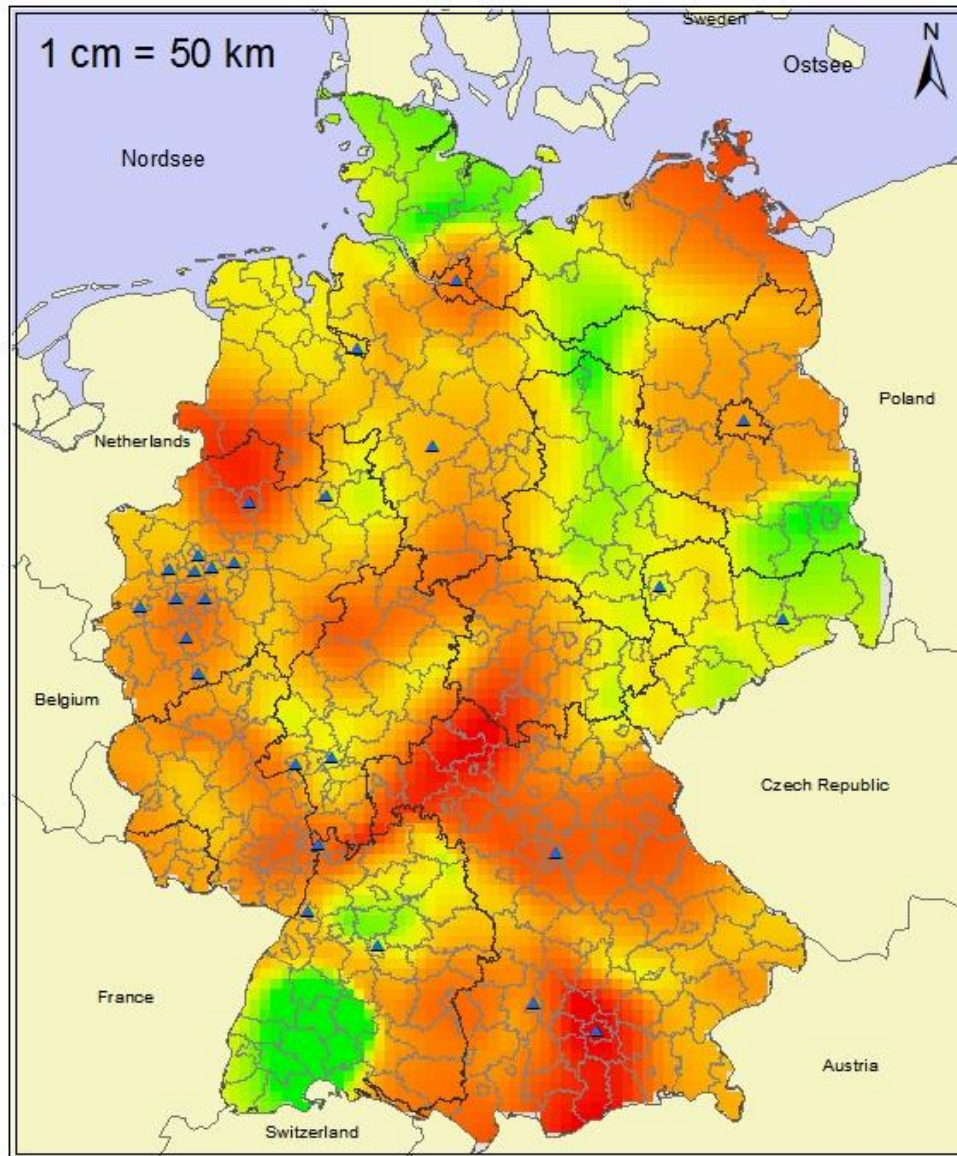 Sweden
1 cm = 50 km
N
Ostsee
Nordsee
Poland
Netherlands
Belgium
Czech Republic
France
Austria
Switzerland